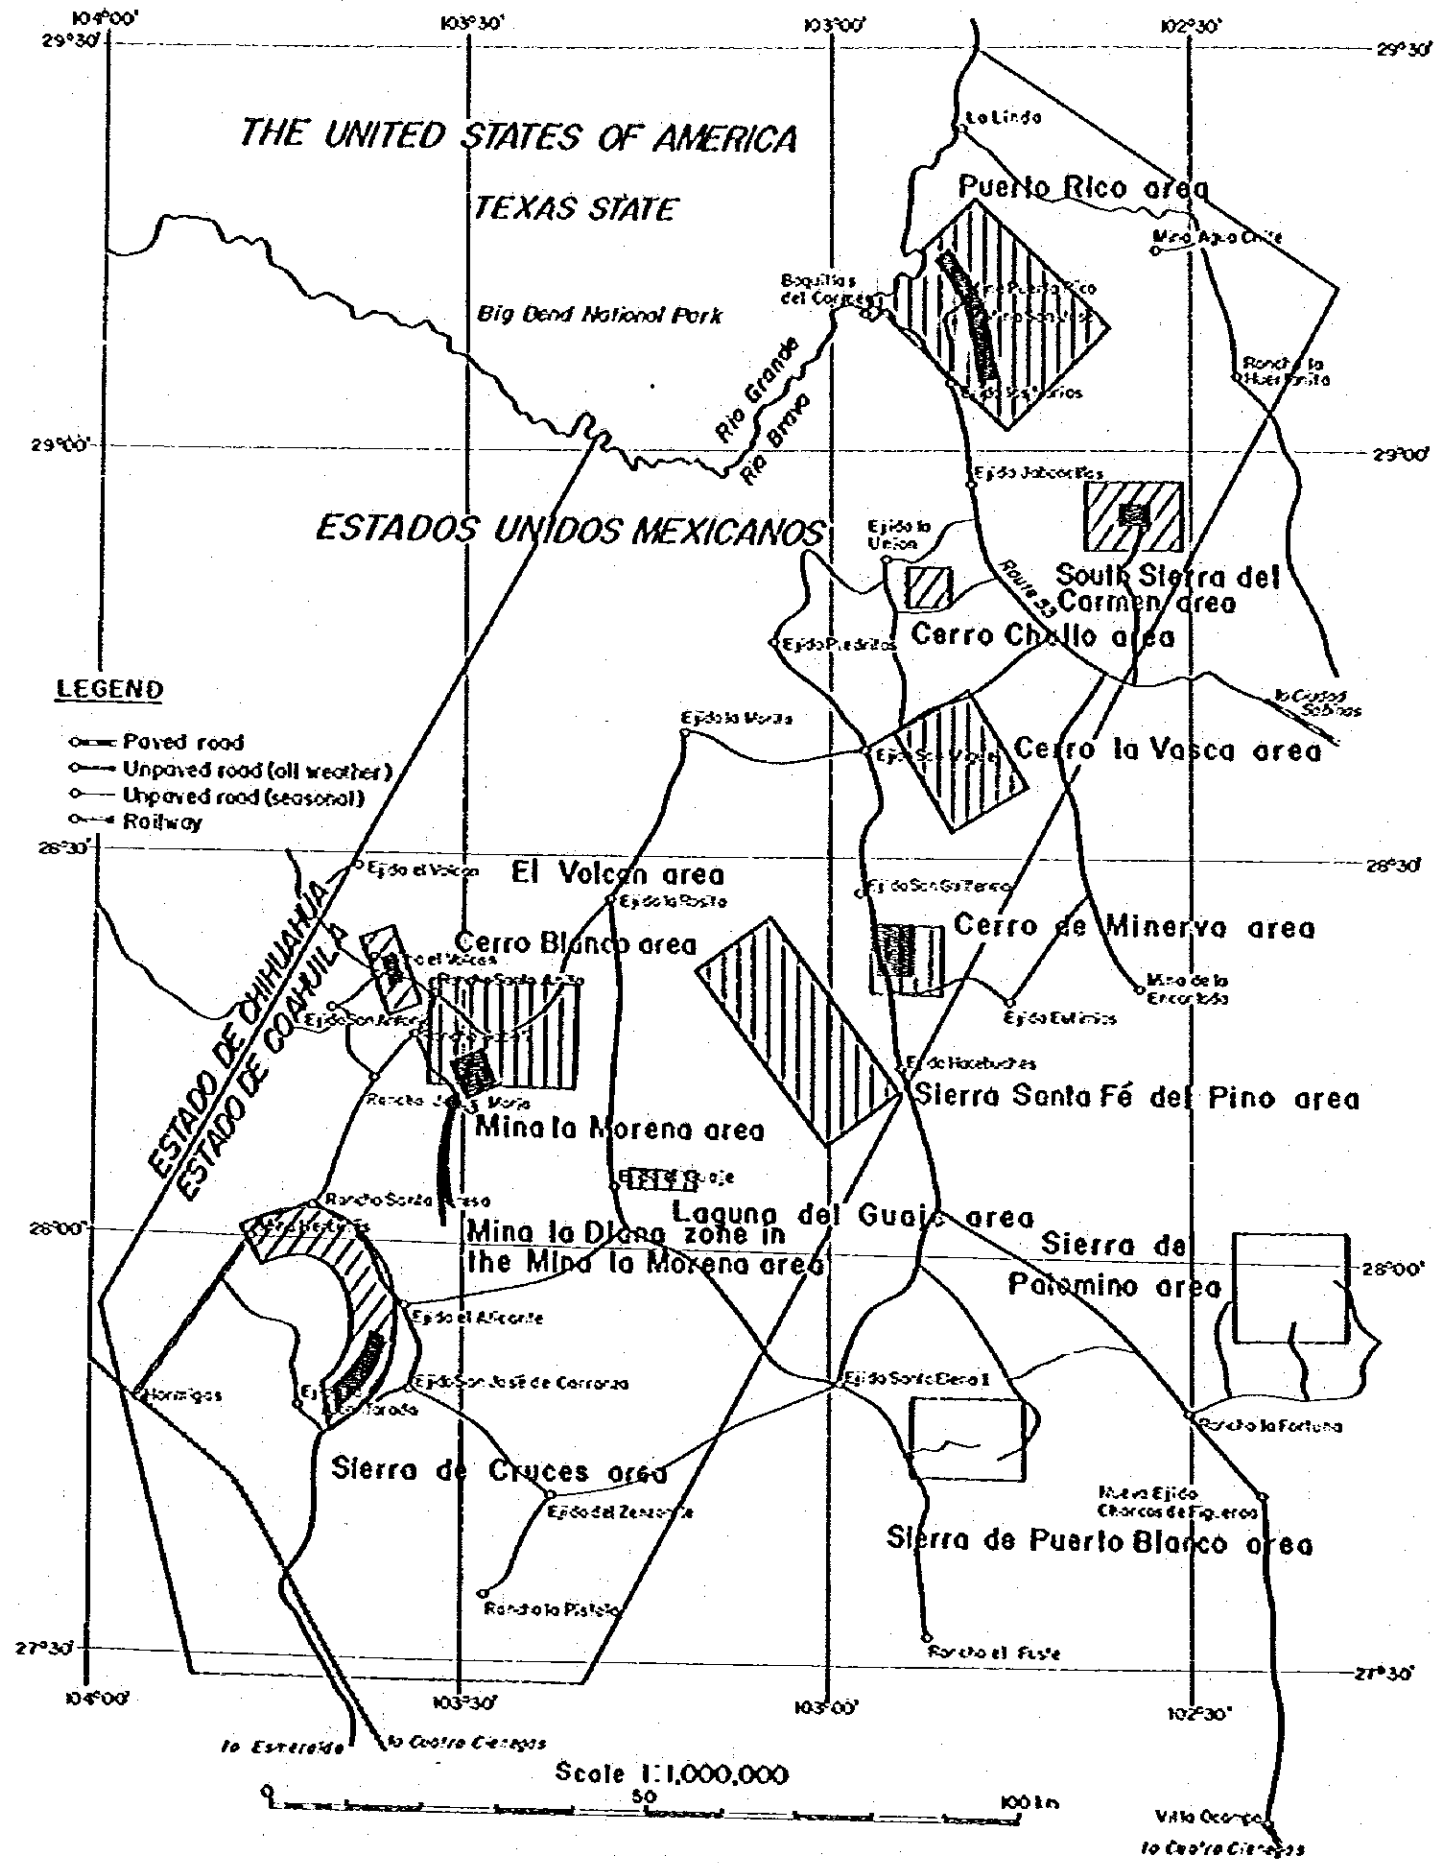 104°00'
103°30'
103°00'
102°30'
29°30'
29°30'
THE UNITED STATES OF AMERICA
La Linda
TEXAS STATE
Puerto Rico area
Mina Agua Chile
Boquillas
del Carmen
Big Bend National Park
Rio Grande
Rio Bravo
Rancho la
29°00'
29°00'
ESTADOS UNIDOS MEXICANOS
Ejido la
Union
Route 53
South Sierra del
Carmen area
Cerro Chollo area
Ejido Piedritas
LEGEND
Paved road
Unpaved road (all weather)
Unpaved road (seasonal)
Railway
to Ciudad
Sabinas
Ejido la
Cerro la Vasca area
28°30'
28°30'
Ejido el Volcan
El Volcan area
Ejido la Rosita
Ejido San Guillermo
Cerro Blanco area
Cerro de Minerva area
ESTADO DE CHIHUAHUA
ESTADO DE COAHUILA
Mina de la
Encantada
Ejido
Ejido
Sierra Santa Fé del Pino area
Rancho
Maria
Mina la Morena area
Rancho Santa
Laguna del Guaje area
Mina la Diana zone in
the Mina la Morena area
28°00'
28°00'
Sierra de
Palomino area
Ejido el Alicante
Hormigas
Ejido San José de Carranza
Ejido Santa Elena
Rancho la Fortuna
Sierra de Cruces area
Ejido del
Nuevo Ejido
Charcos de Figueroa
Sierra de Puerto Blanco area
Rancho la Pistola
Rancho el Fuste
27°30'
27°30'
104°00'
103°30'
103°00'
102°30'
to Esmeralda
to Cuatro Cienegas
Scale 1:1,000,000
0
50
100 km
Villa Ocampo
to Cuatro Cienegas